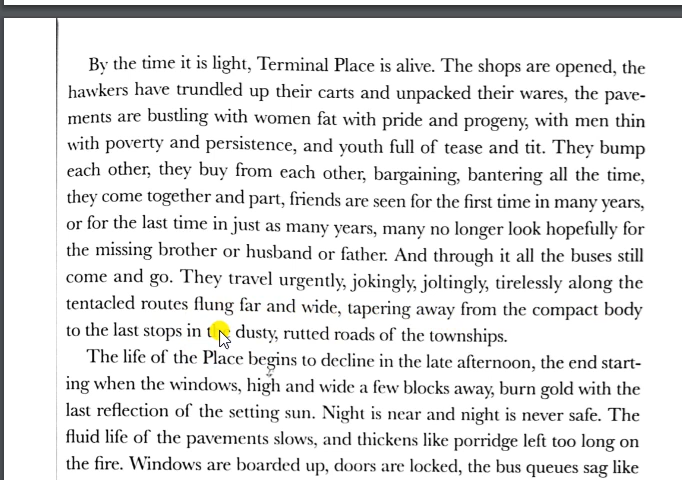 By the time it is light, Terminal Place is alive. The shops are opened, the
hawkers have trundled up their carts and unpacked their wares, the pave-
ments are bustling with women fat with pride and progeny, with men thin
with poverty and persistence, and youth full of tease and tit. They bump
each other, they buy from each other, bargaining, bantering all the time,
they come together and part, friends are seen for the first time in many years,
or for the last time in just as many years, many no longer look hopefully for
the missing brother or husband or father. And through it all the buses still
come and go. They travel urgently, jokingly, joltingly, tirelessly along the
tentacled routes flung far and wide, tapering away from the compact body
to the last stops in dusty, rutted roads of the townships.
The life of the Place begins to decline in the late afternoon, the end start-
ing when the windows, high and wide a few blocks away, burn gold with the
last reflection of the setting sun. Night is near and night is never safe. The
fluid life of the pavements slows, and thickens like porridge left too long on
the fire. Windows are boarded up, doors are locked, the bus queues sag like